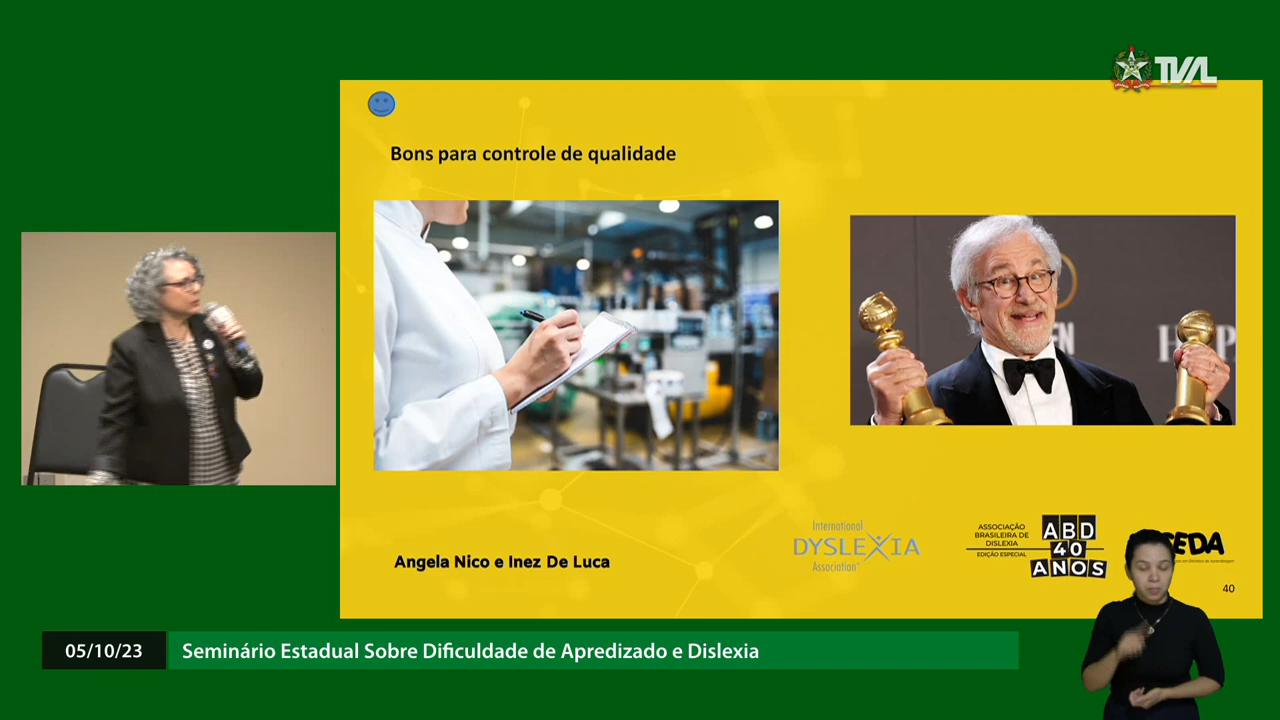 TVAL
Bons para controle de qualidade
EN
Angela Nico e Inez De Luca
International
DYSLEXIA
Association
ASSOCIAÇÃO
BRASILEIRA DE
DISLEXIA
EDIÇÃO ESPECIAL
ABD
40
ANOS
40
05/10/23
Seminário Estadual Sobre Dificuldade de Apredizado e Dislexia